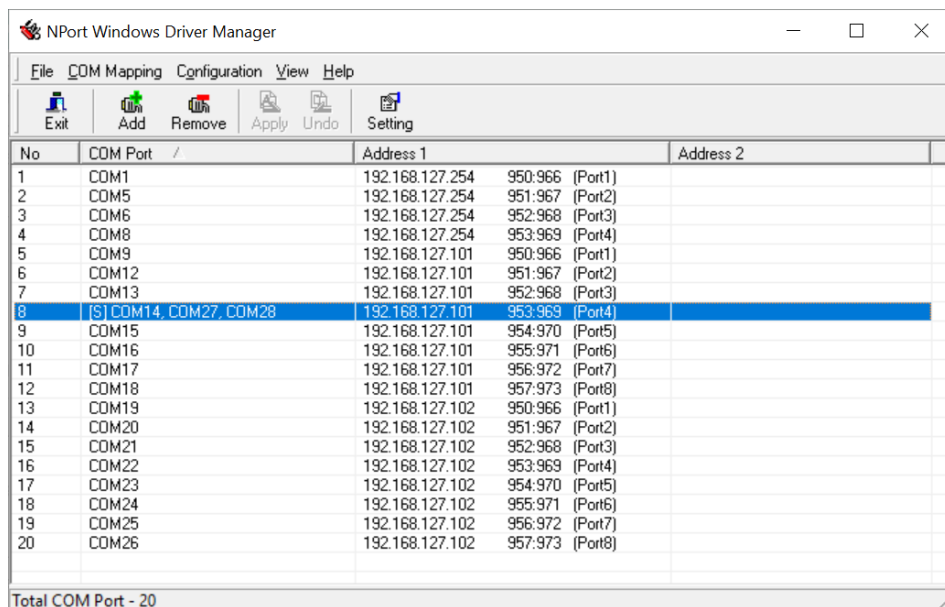 NPort Windows Driver Manager
File COM Mapping Configuration View Help
Exit Add Remove Apply Undo Setting
No COM Port Address 1 Address 2
1 COM1 192.168.127.254 950:966 (Port1)
2 COM5 192.168.127.254 951:967 (Port2)
3 COM6 192.168.127.254 952:968 (Port3)
4 COM8 192.168.127.254 953:969 (Port4)
5 COM9 192.168.127.101 950:966 (Port1)
6 COM12 192.168.127.101 951:967 (Port2)
7 COM13 192.168.127.101 952:968 (Port3)
8 [S] COM14, COM27, COM28 192.168.127.101 953:969 (Port4)
9 COM15 192.168.127.101 954:970 (Port5)
10 COM16 192.168.127.101 955:971 (Port6)
11 COM17 192.168.127.101 956:972 (Port7)
12 COM18 192.168.127.101 957:973 (Port8)
13 COM19 192.168.127.102 950:966 (Port1)
14 COM20 192.168.127.102 951:967 (Port2)
15 COM21 192.168.127.102 952:968 (Port3)
16 COM22 192.168.127.102 953:969 (Port4)
17 COM23 192.168.127.102 954:970 (Port5)
18 COM24 192.168.127.102 955:971 (Port6)
19 COM25 192.168.127.102 956:972 (Port7)
20 COM26 192.168.127.102 957:973 (Port8)
Total COM Port - 20